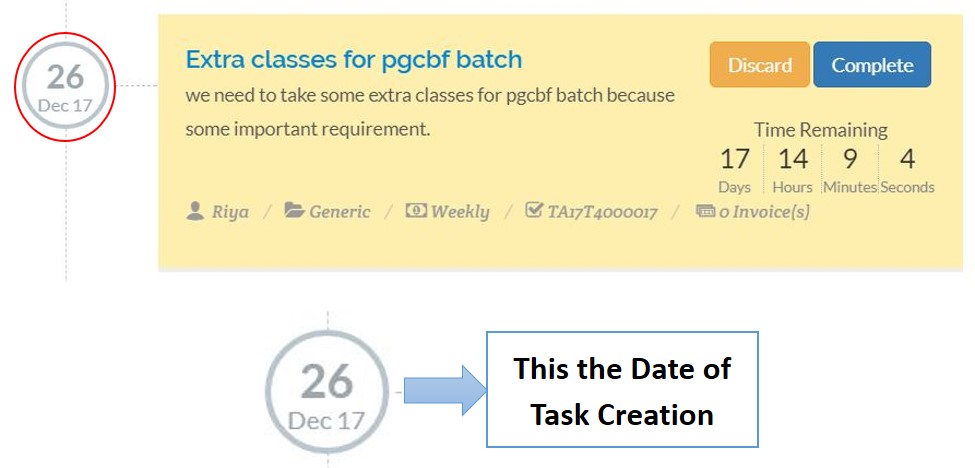 26
Dec 17
Extra classes for pgcbf batch
we need to take some extra classes for pgcbf batch because
some important requirement.
Discard
Complete
Time Remaining
17 14 9 4
Days Hours Minutes Seconds
Riya / Generic / Weekly / TA17T4000017 / 0 Invoice(s)
26
Dec 17
This the Date of
Task Creation